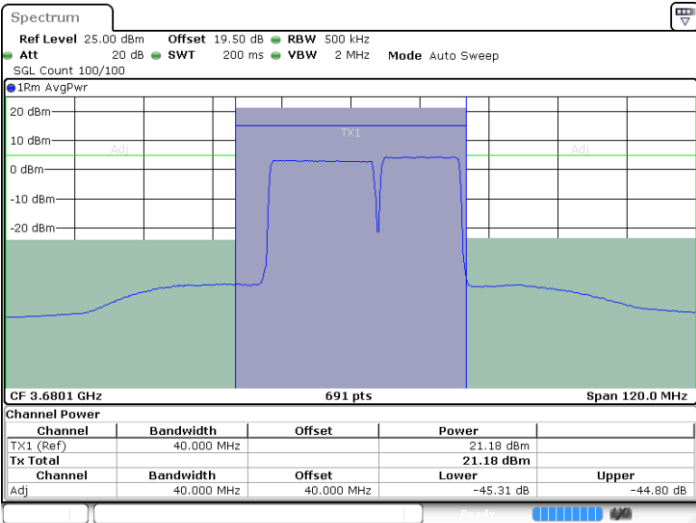 Spectrum
Ref Level 25.00 dBm Offset 19.50 dB RBW 500 kHz
Att 20 dB SWT 200 ms VBW 2 MHz Mode Auto Sweep
SGL Count 100/100
1Rm AvgPwr
20 dBm
TX1
10 dBm
Adj Adj
0 dBm
-10 dBm
-20 dBm
CF 3.6801 GHz 691 pts Span 120.0 MHz
Channel Power
Channel Bandwidth Offset Power
TX1 (Ref) 40.000 MHz 21.18 dBm
Tx Total 21.18 dBm
Channel Bandwidth Offset Lower Upper
Adj 40.000 MHz 40.000 MHz -45.31 dB -44.80 dB
Ready